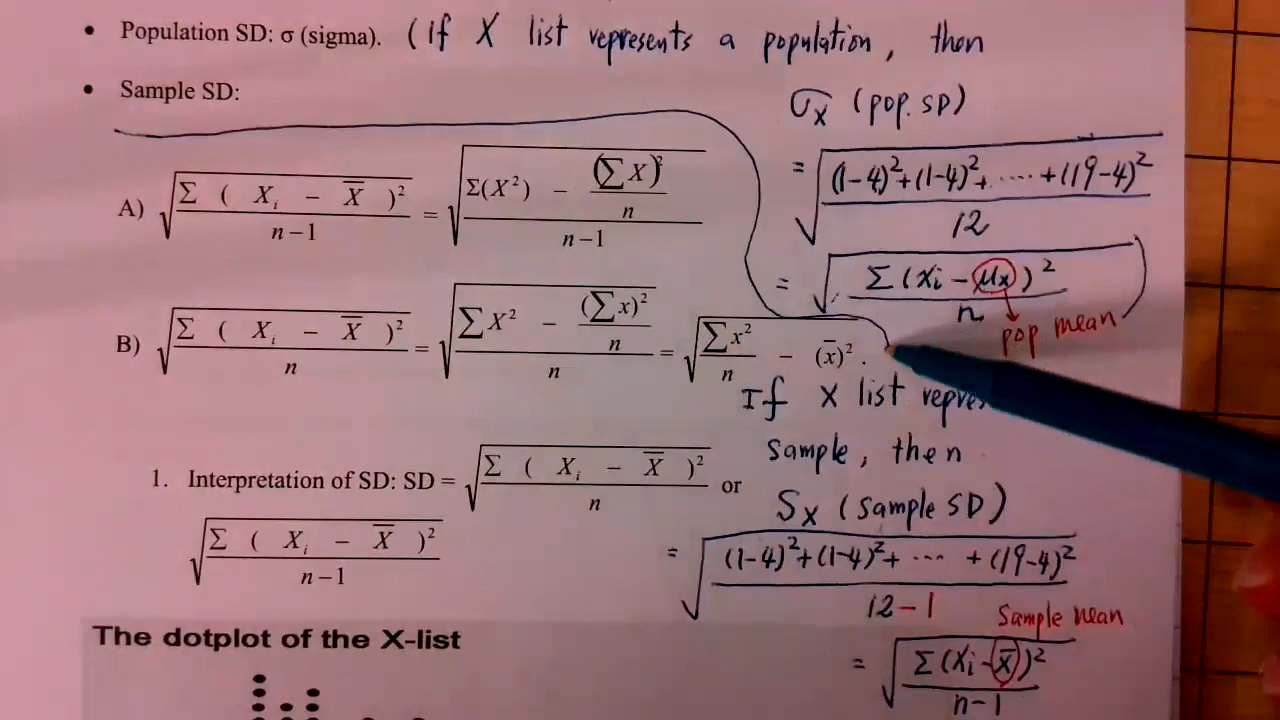 • Population SD: σ (sigma). (If X list represents a population, then
σx (pop. SD)
= √((1-4)²+(1-4)²+ ····· +(19-4)² / 12)
= √(Σ(Xi - μx)² / n)
pop mean
• Sample SD:
A) √(Σ ( Xi − X̅ )² / n−1) = √((Σ(X²) − (ΣX)² / n) / n−1)
B) √(Σ ( Xi − X̅ )² / n) = √((ΣX² − (Σx)² / n) / n) = √(Σx² / n − (x̅)².
If X list
sample, then
Sx (sample SD)
= √((1-4)²+(1-4)²+ ··· +(19-4)² / 12-1)
Sample mean
= √(Σ(Xi-x̅)² / n-1)
1. Interpretation of SD: SD = √(Σ ( Xi − X̅ )² / n) or
√(Σ ( Xi − X̅ )² / n−1)
The dotplot of the X-list